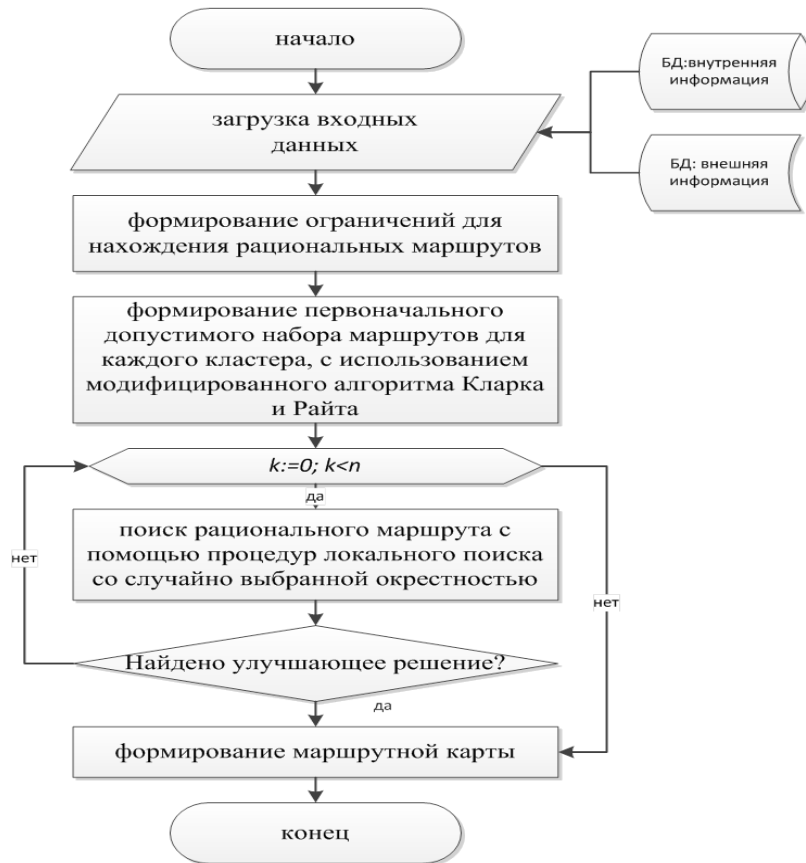 начало
БД:внутренняя
информация
загрузка входных
данных
БД: внешняя
информация
формирование ограничений для
нахождения рациональных маршрутов
формирование первоначального
допустимого набора маршрутов для
каждого кластера, с использованием
модифицированного алгоритма Кларка
и Райта
k:=0; k<n
да
поиск рационального маршрута с
помощью процедур локального поиска
со случайно выбранной окрестностью
нет
нет
Найдено улучшающее решение?
да
формирование маршрутной карты
конец